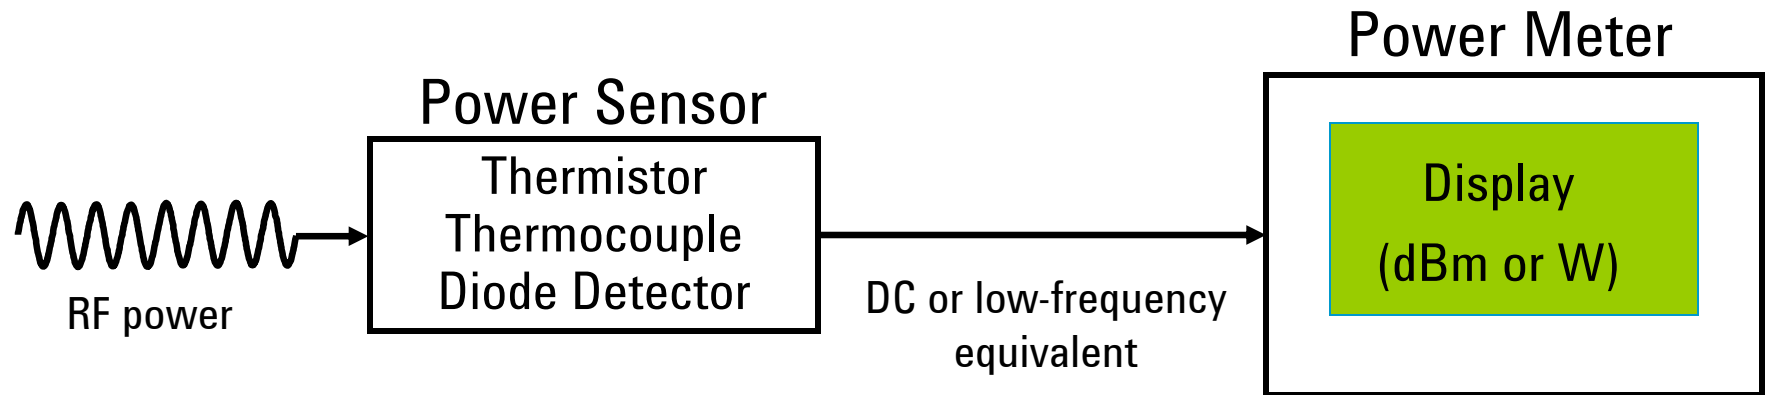 Power Meter
Power Sensor
Thermistor
Thermocouple
Diode Detector
Display
(dBm or W)
RF power
DC or low-frequency
equivalent